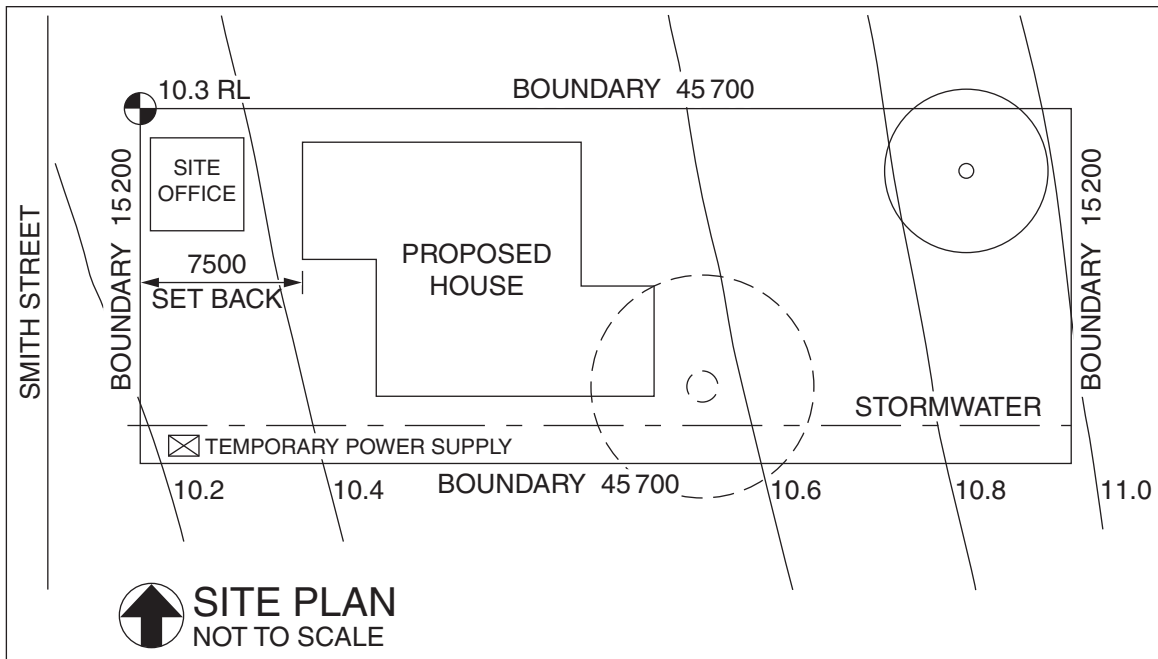 10.3 RL
BOUNDARY 45 700
SMITH STREET
BOUNDARY 15 200
SITE
OFFICE
7500
SET BACK
PROPOSED
HOUSE
BOUNDARY 15 200
STORMWATER
TEMPORARY POWER SUPPLY
BOUNDARY 45 700
10.2
10.4
10.6
10.8
11.0
SITE PLAN
NOT TO SCALE